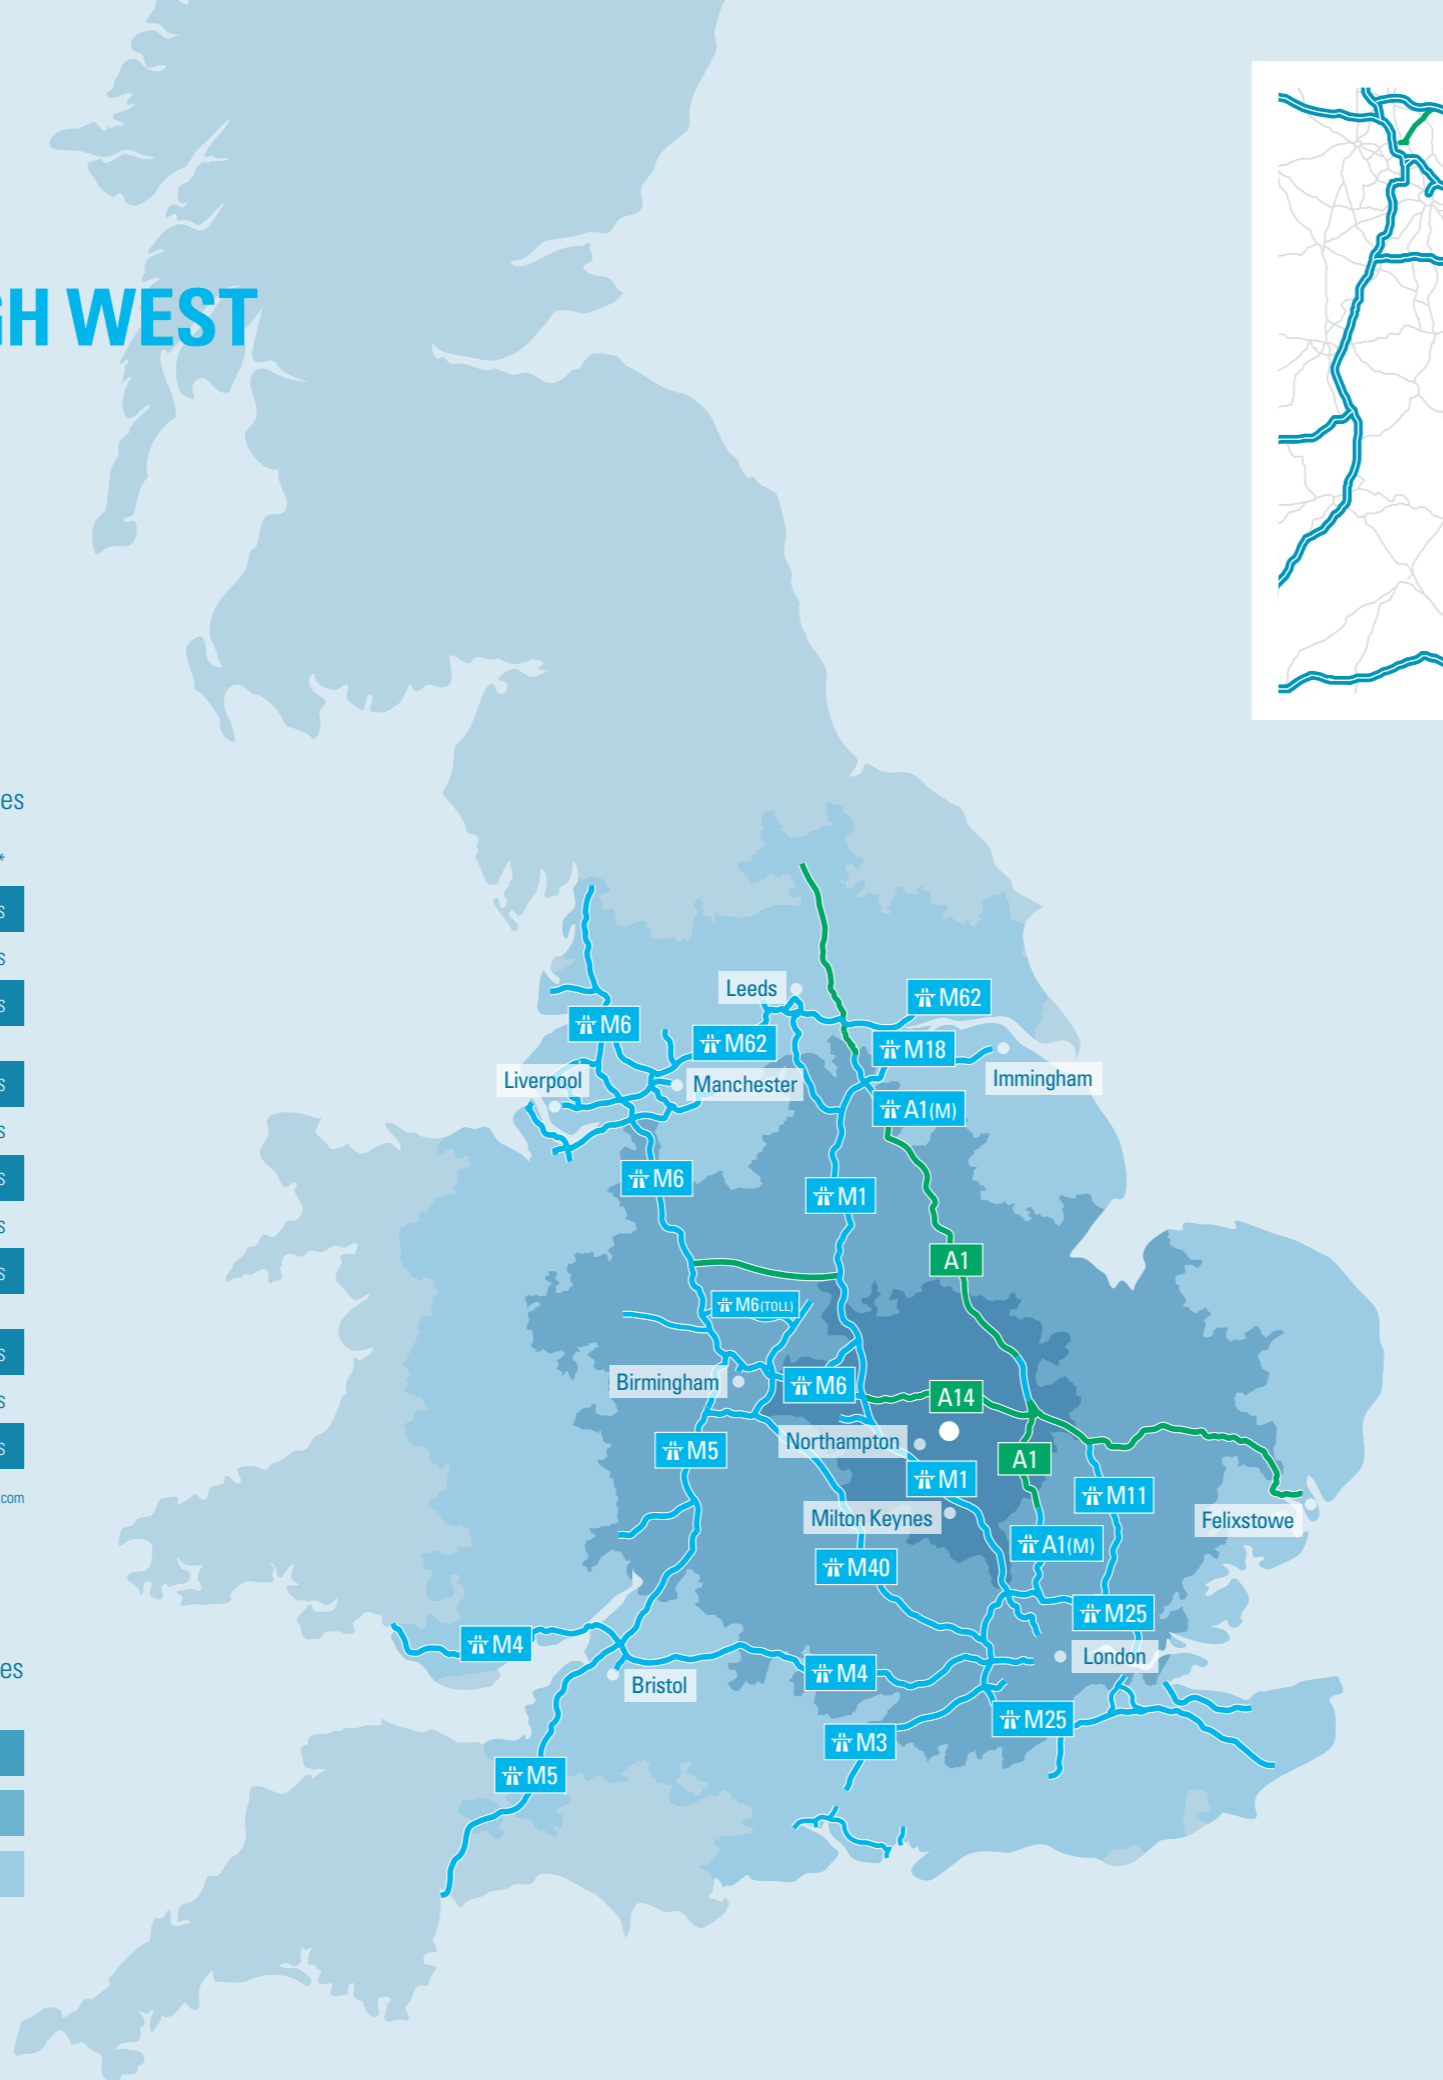 GH WEST
es
*
s
s
s
s
s
s
s
s
s
s
s
.com
es
Leeds
M62
M6
M62
M18
Liverpool
Manchester
Immingham
A1(M)
M6
M1
A1
M6(TOLL)
Birmingham
M6
A14
Northampton
M5
A1
M1
M11
Milton Keynes
Felixstowe
A1(M)
M40
M25
M4
London
M4
Bristol
M25
M3
M5